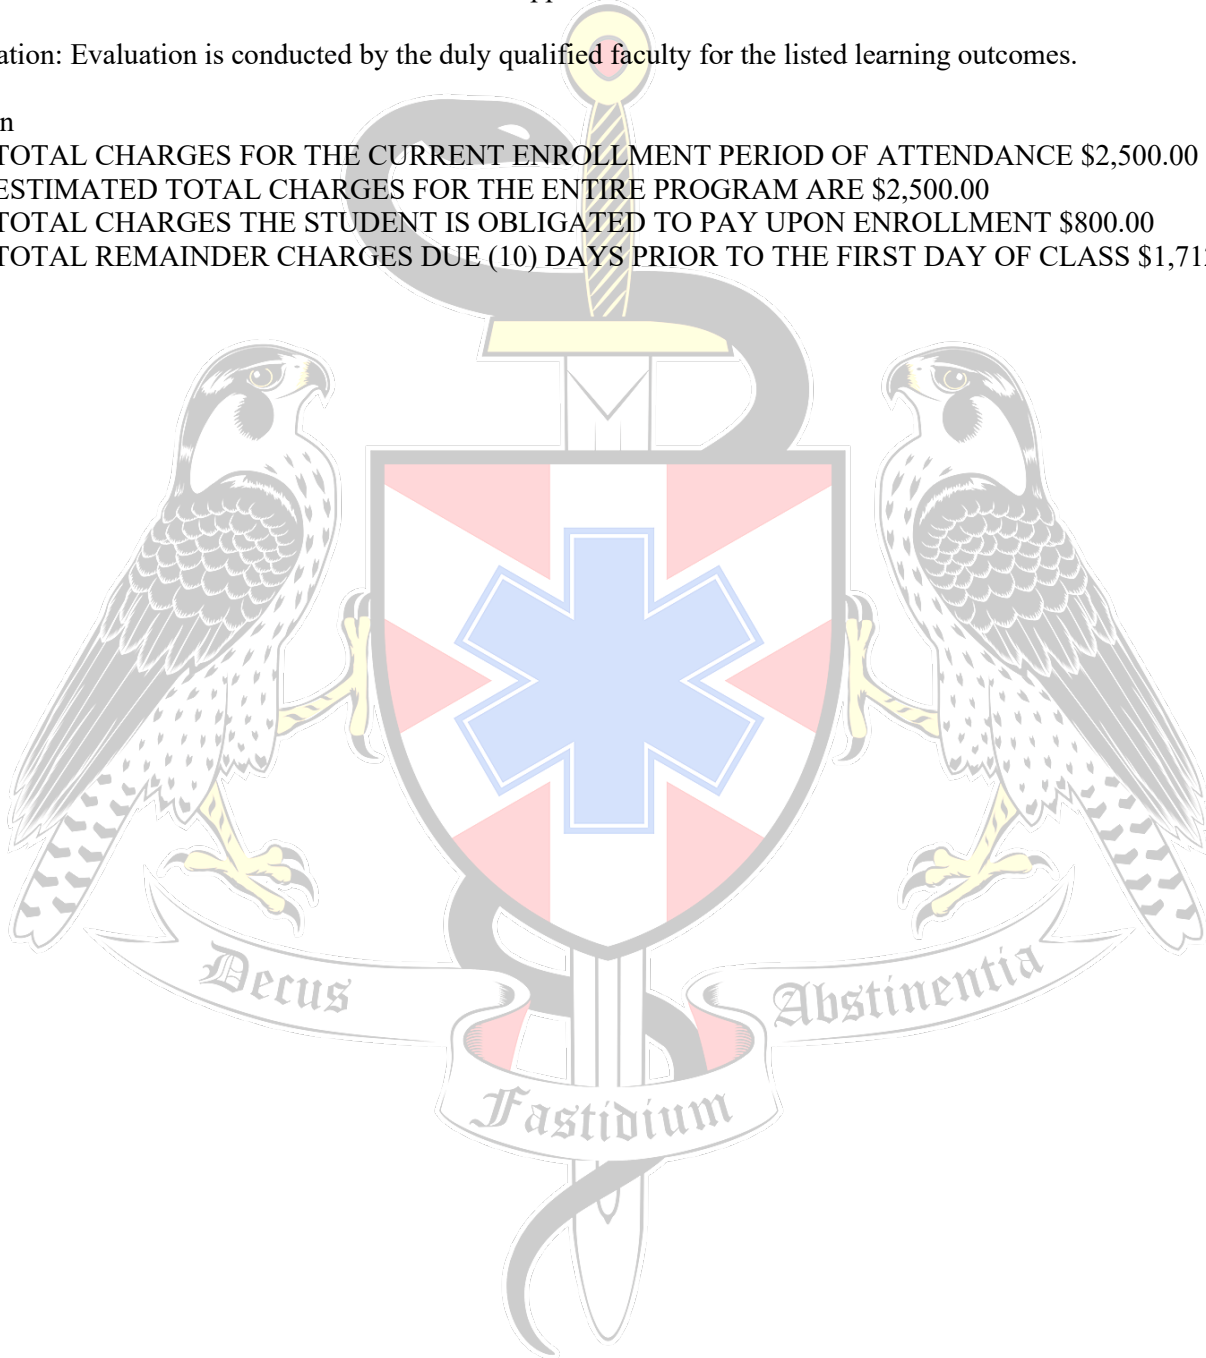 ation: Evaluation is conducted by the duly qualified faculty for the listed learning outcomes.
n
TOTAL CHARGES FOR THE CURRENT ENROLLMENT PERIOD OF ATTENDANCE $2,500.00
ESTIMATED TOTAL CHARGES FOR THE ENTIRE PROGRAM ARE $2,500.00
TOTAL CHARGES THE STUDENT IS OBLIGATED TO PAY UPON ENROLLMENT $800.00
TOTAL REMAINDER CHARGES DUE (10) DAYS PRIOR TO THE FIRST DAY OF CLASS $1,71
Decus
Abstinentia
Fastidium